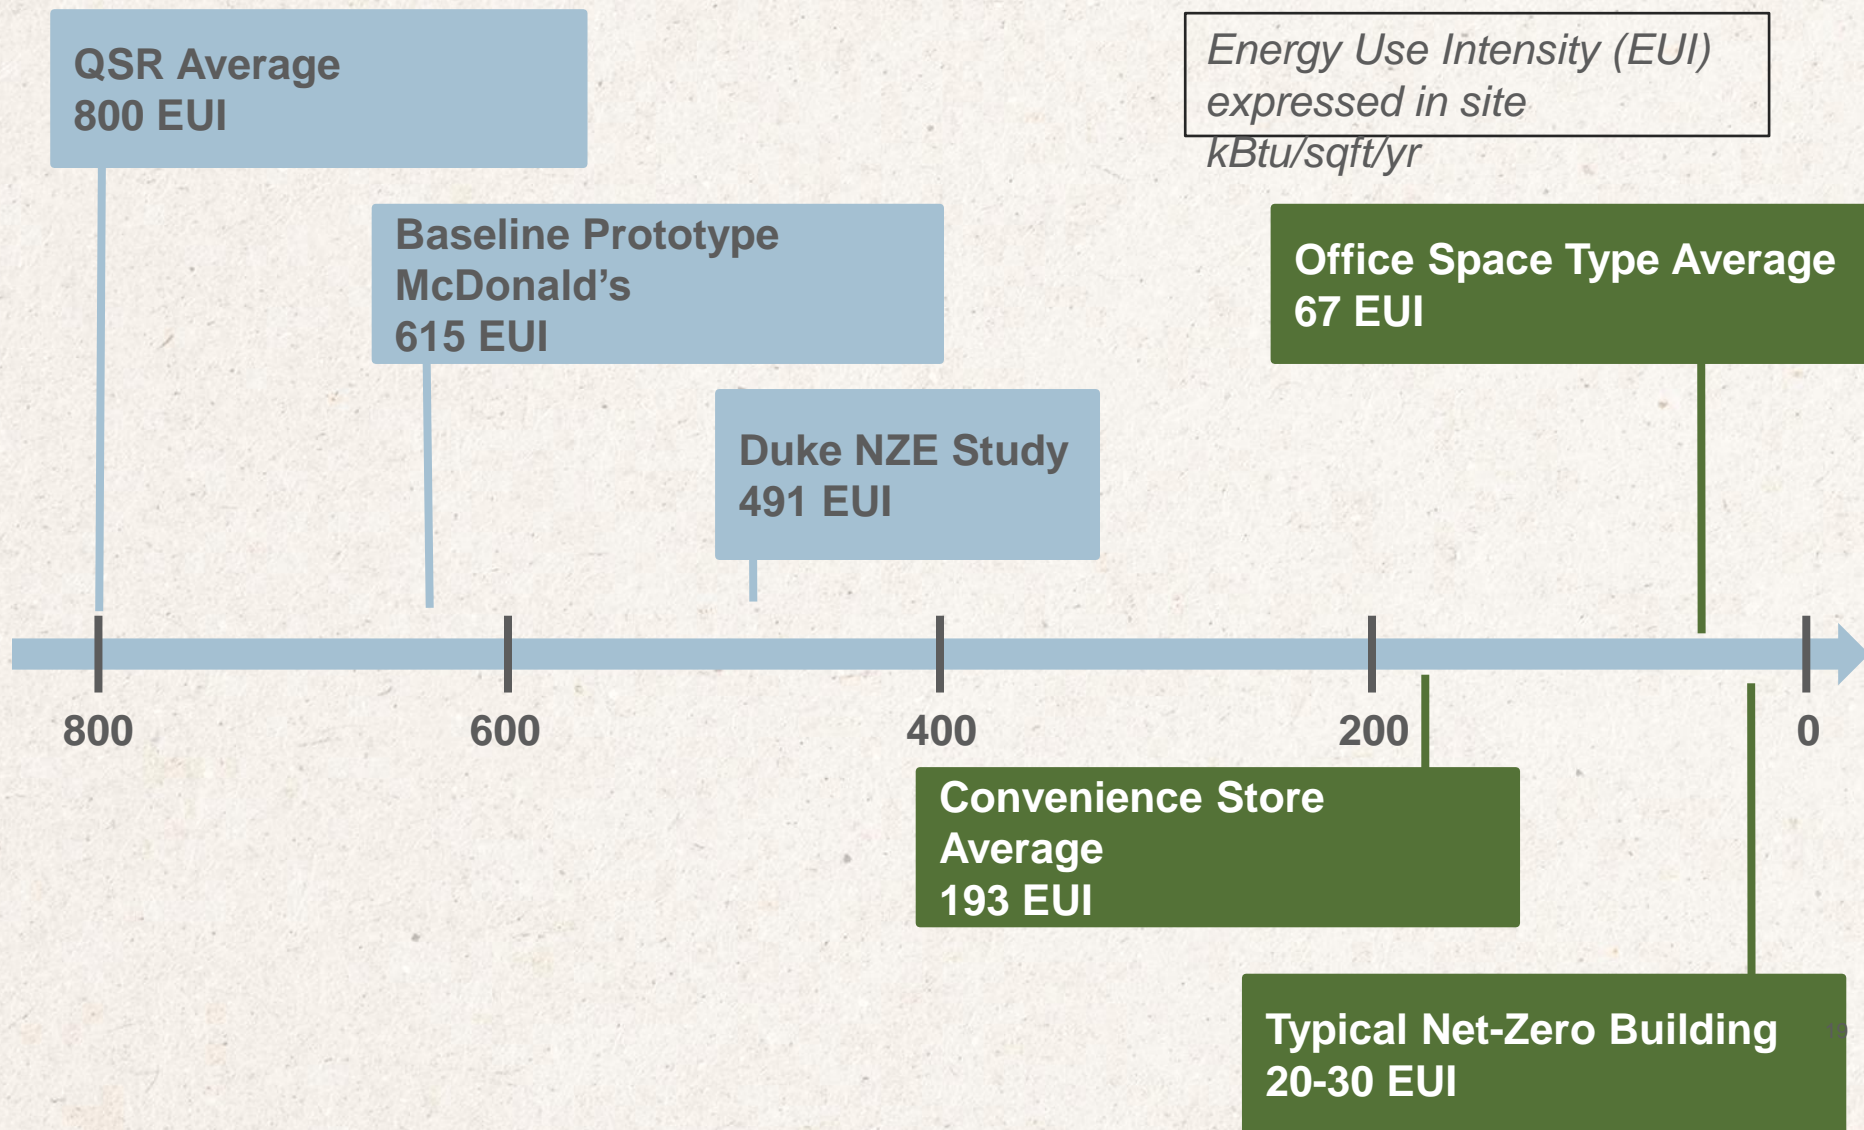 QSR Average
800 EUI
Energy Use Intensity (EUI)
expressed in site
kBtu/sqft/yr
Baseline Prototype
McDonald’s
615 EUI
Office Space Type Average
67 EUI
Duke NZE Study
491 EUI
800
600
400
200
0
Convenience Store
Average
193 EUI
Typical Net-Zero Building
20-30 EUI
19